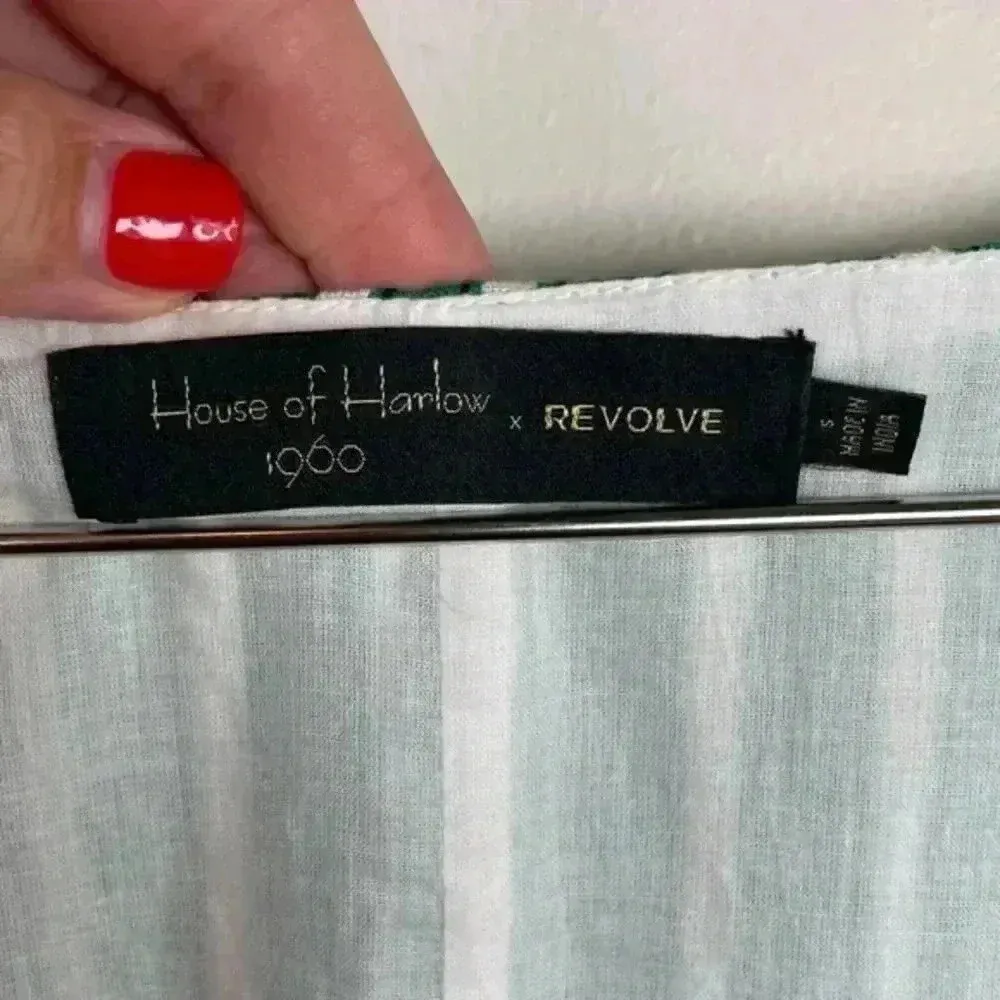 House of Harlow
1960
x REVOLVE
S
MADE IN
INDIA